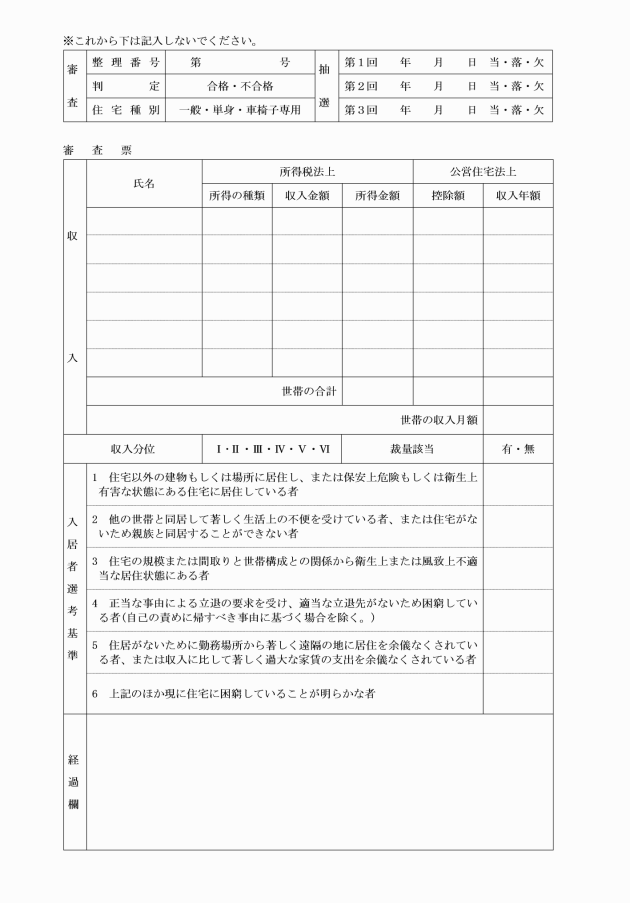 ※これから下は記入しないでください。
審査
整理番号 第 号
判定 合格・不合格
住宅種別 一般・単身・車椅子専用
抽選
第1回 年 月 日 当・落・欠
第2回 年 月 日 当・落・欠
第3回 年 月 日 当・落・欠
審査票
収入
氏名
所得税法上
公営住宅法上
所得の種類 収入金額 所得金額 控除額 収入年額
世帯の合計
世帯の収入月額
収入分位 Ⅰ・Ⅱ・Ⅲ・Ⅳ・Ⅴ・Ⅵ 裁量該当 有・無
入居者選考基準
1 住宅以外の建物もしくは場所に居住し、または保安上危険もしくは衛生上
有害な状態にある住宅に居住している者
2 他の世帯と同居して著しく生活上の不便を受けている者、または住宅がな
いため親族と同居することができない者
3 住宅の規模または間取りと世帯構成との関係から衛生上または風致上不適
当な居住状態にある者
4 正当な事由による立退の要求を受け、適当な立退先がないため困窮してい
る者(自己の責めに帰すべき事由に基づく場合を除く。)
5 住居がないために勤務場所から著しく遠隔の地に居住を余儀なくされてい
る者、または収入に比して著しく過大な家賃の支出を余儀なくされている者
6 上記のほか現に住宅に困窮していることが明らかな者
経過欄